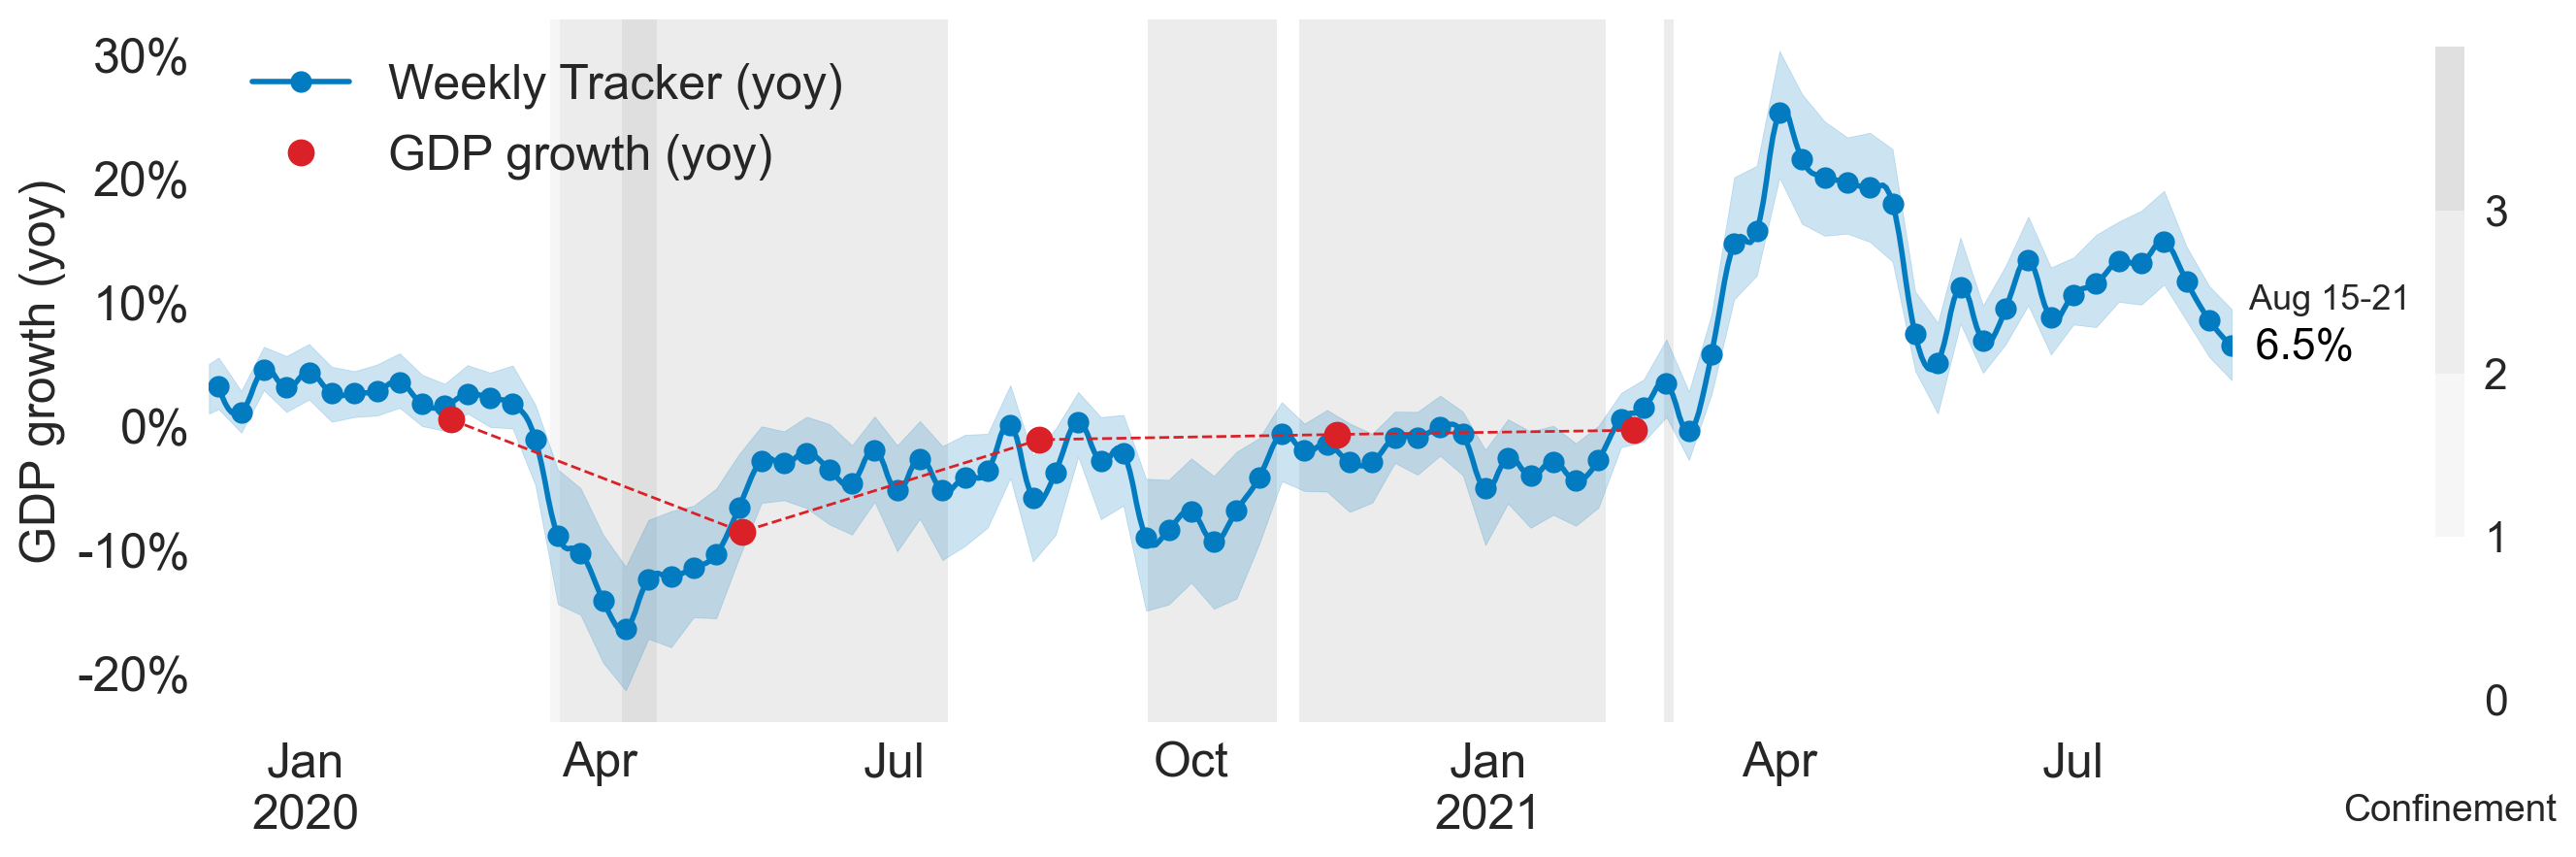 GDP growth (yoy)
30%
20%
10%
0%
-10%
-20%
Weekly Tracker (yoy)
GDP growth (yoy)
Aug 15-21
6.5%
3
2
1
0
Jan
2020
Apr
Jul
Oct
Jan
2021
Apr
Jul
Confinement